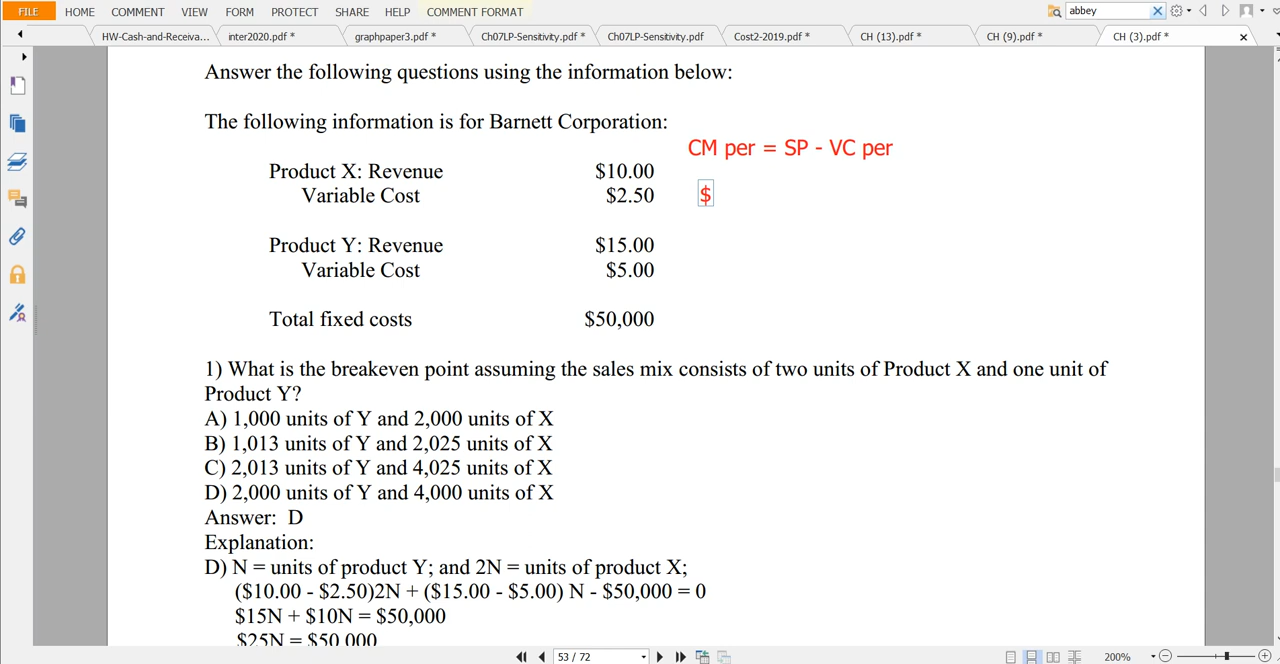 FILE HOME COMMENT VIEW FORM PROTECT SHARE HELP COMMENT FORMAT abbey
HW-Cash-and-Receiva... inter2020.pdf * graphpaper3.pdf * Ch07LP-Sensitivity.pdf * Ch07LP-Sensitivity.pdf Cost2-2019.pdf * CH (13).pdf * CH (9).pdf * CH (3).pdf *
Answer the following questions using the information below:
The following information is for Barnett Corporation:
CM per = SP - VC per
Product X: Revenue $10.00
Variable Cost $2.50 $
Product Y: Revenue $15.00
Variable Cost $5.00
Total fixed costs $50,000
1) What is the breakeven point assuming the sales mix consists of two units of Product X and one unit of
Product Y?
A) 1,000 units of Y and 2,000 units of X
B) 1,013 units of Y and 2,025 units of X
C) 2,013 units of Y and 4,025 units of X
D) 2,000 units of Y and 4,000 units of X
Answer: D
Explanation:
D) N = units of product Y; and 2N = units of product X;
($10.00 - $2.50)2N + ($15.00 - $5.00) N - $50,000 = 0
$15N + $10N = $50,000
$25N = $50,000
53 / 72 200%